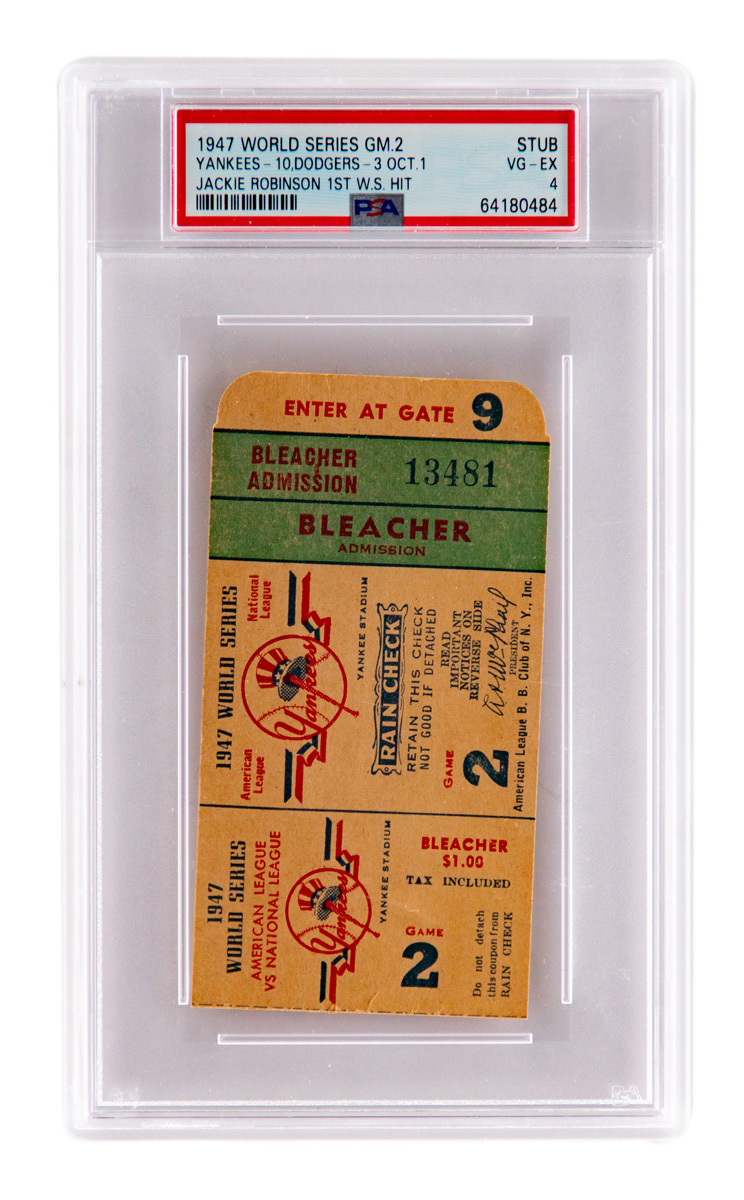 1947 WORLD SERIES GM.2 STUB
YANKEES - 10,DODGERS - 3 OCT.1 VG - EX
JACKIE ROBINSON 1ST W.S. HIT 4
PSA 64180484
ENTER AT GATE 9
BLEACHER
ADMISSION
13481
BLEACHER
ADMISSION
1947 WORLD SERIES
American
League
National
League
Yankees
YANKEE STADIUM
RAIN CHECK
RETAIN THIS CHECK
NOT GOOD IF DETACHED
GAME
2
READ
IMPORTANT
NOTICES ON
REVERSE SIDE
PRESIDENT
American League B. B. Club of N. Y., Inc.
1947
WORLD SERIES
AMERICAN LEAGUE
VS NATIONAL LEAGUE
Yankees
YANKEE STADIUM
BLEACHER
$1.00
TAX INCLUDED
GAME
2
Do not detach
this coupon from
RAIN CHECK